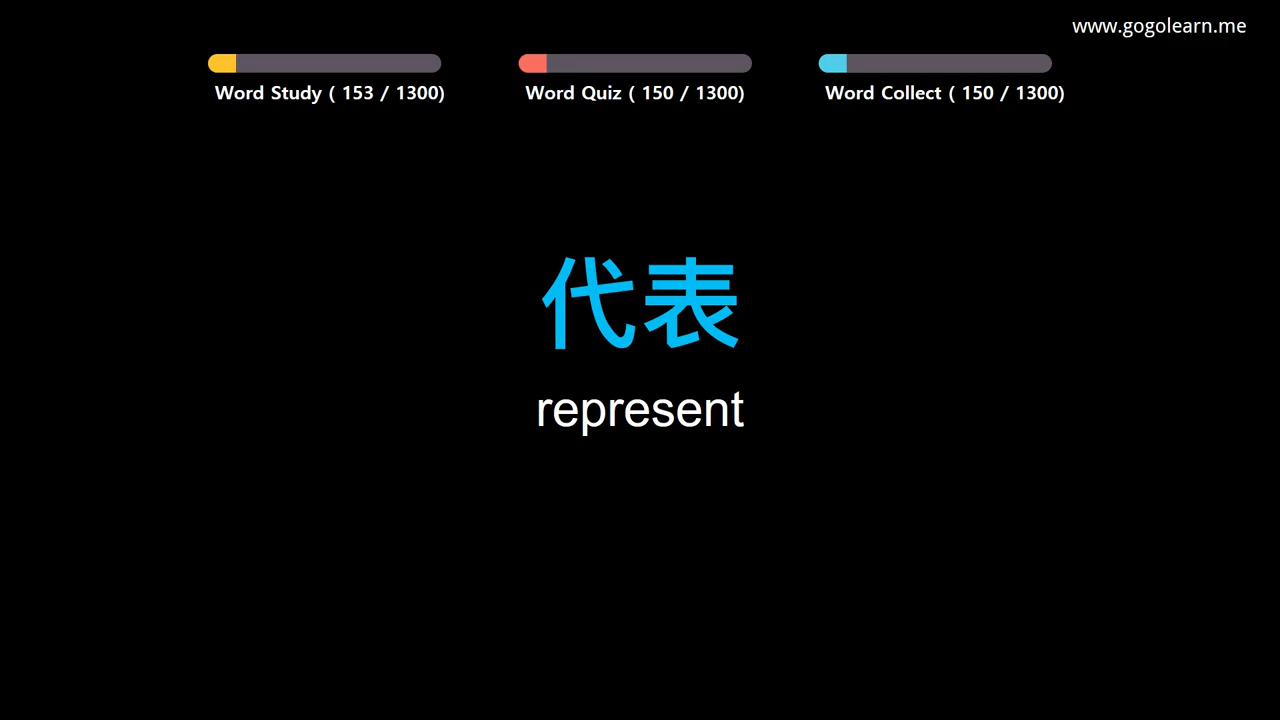 www.gogolearn.me
Word Study ( 153 / 1300)
Word Quiz ( 150 / 1300)
Word Collect ( 150 / 1300)
代表
represent